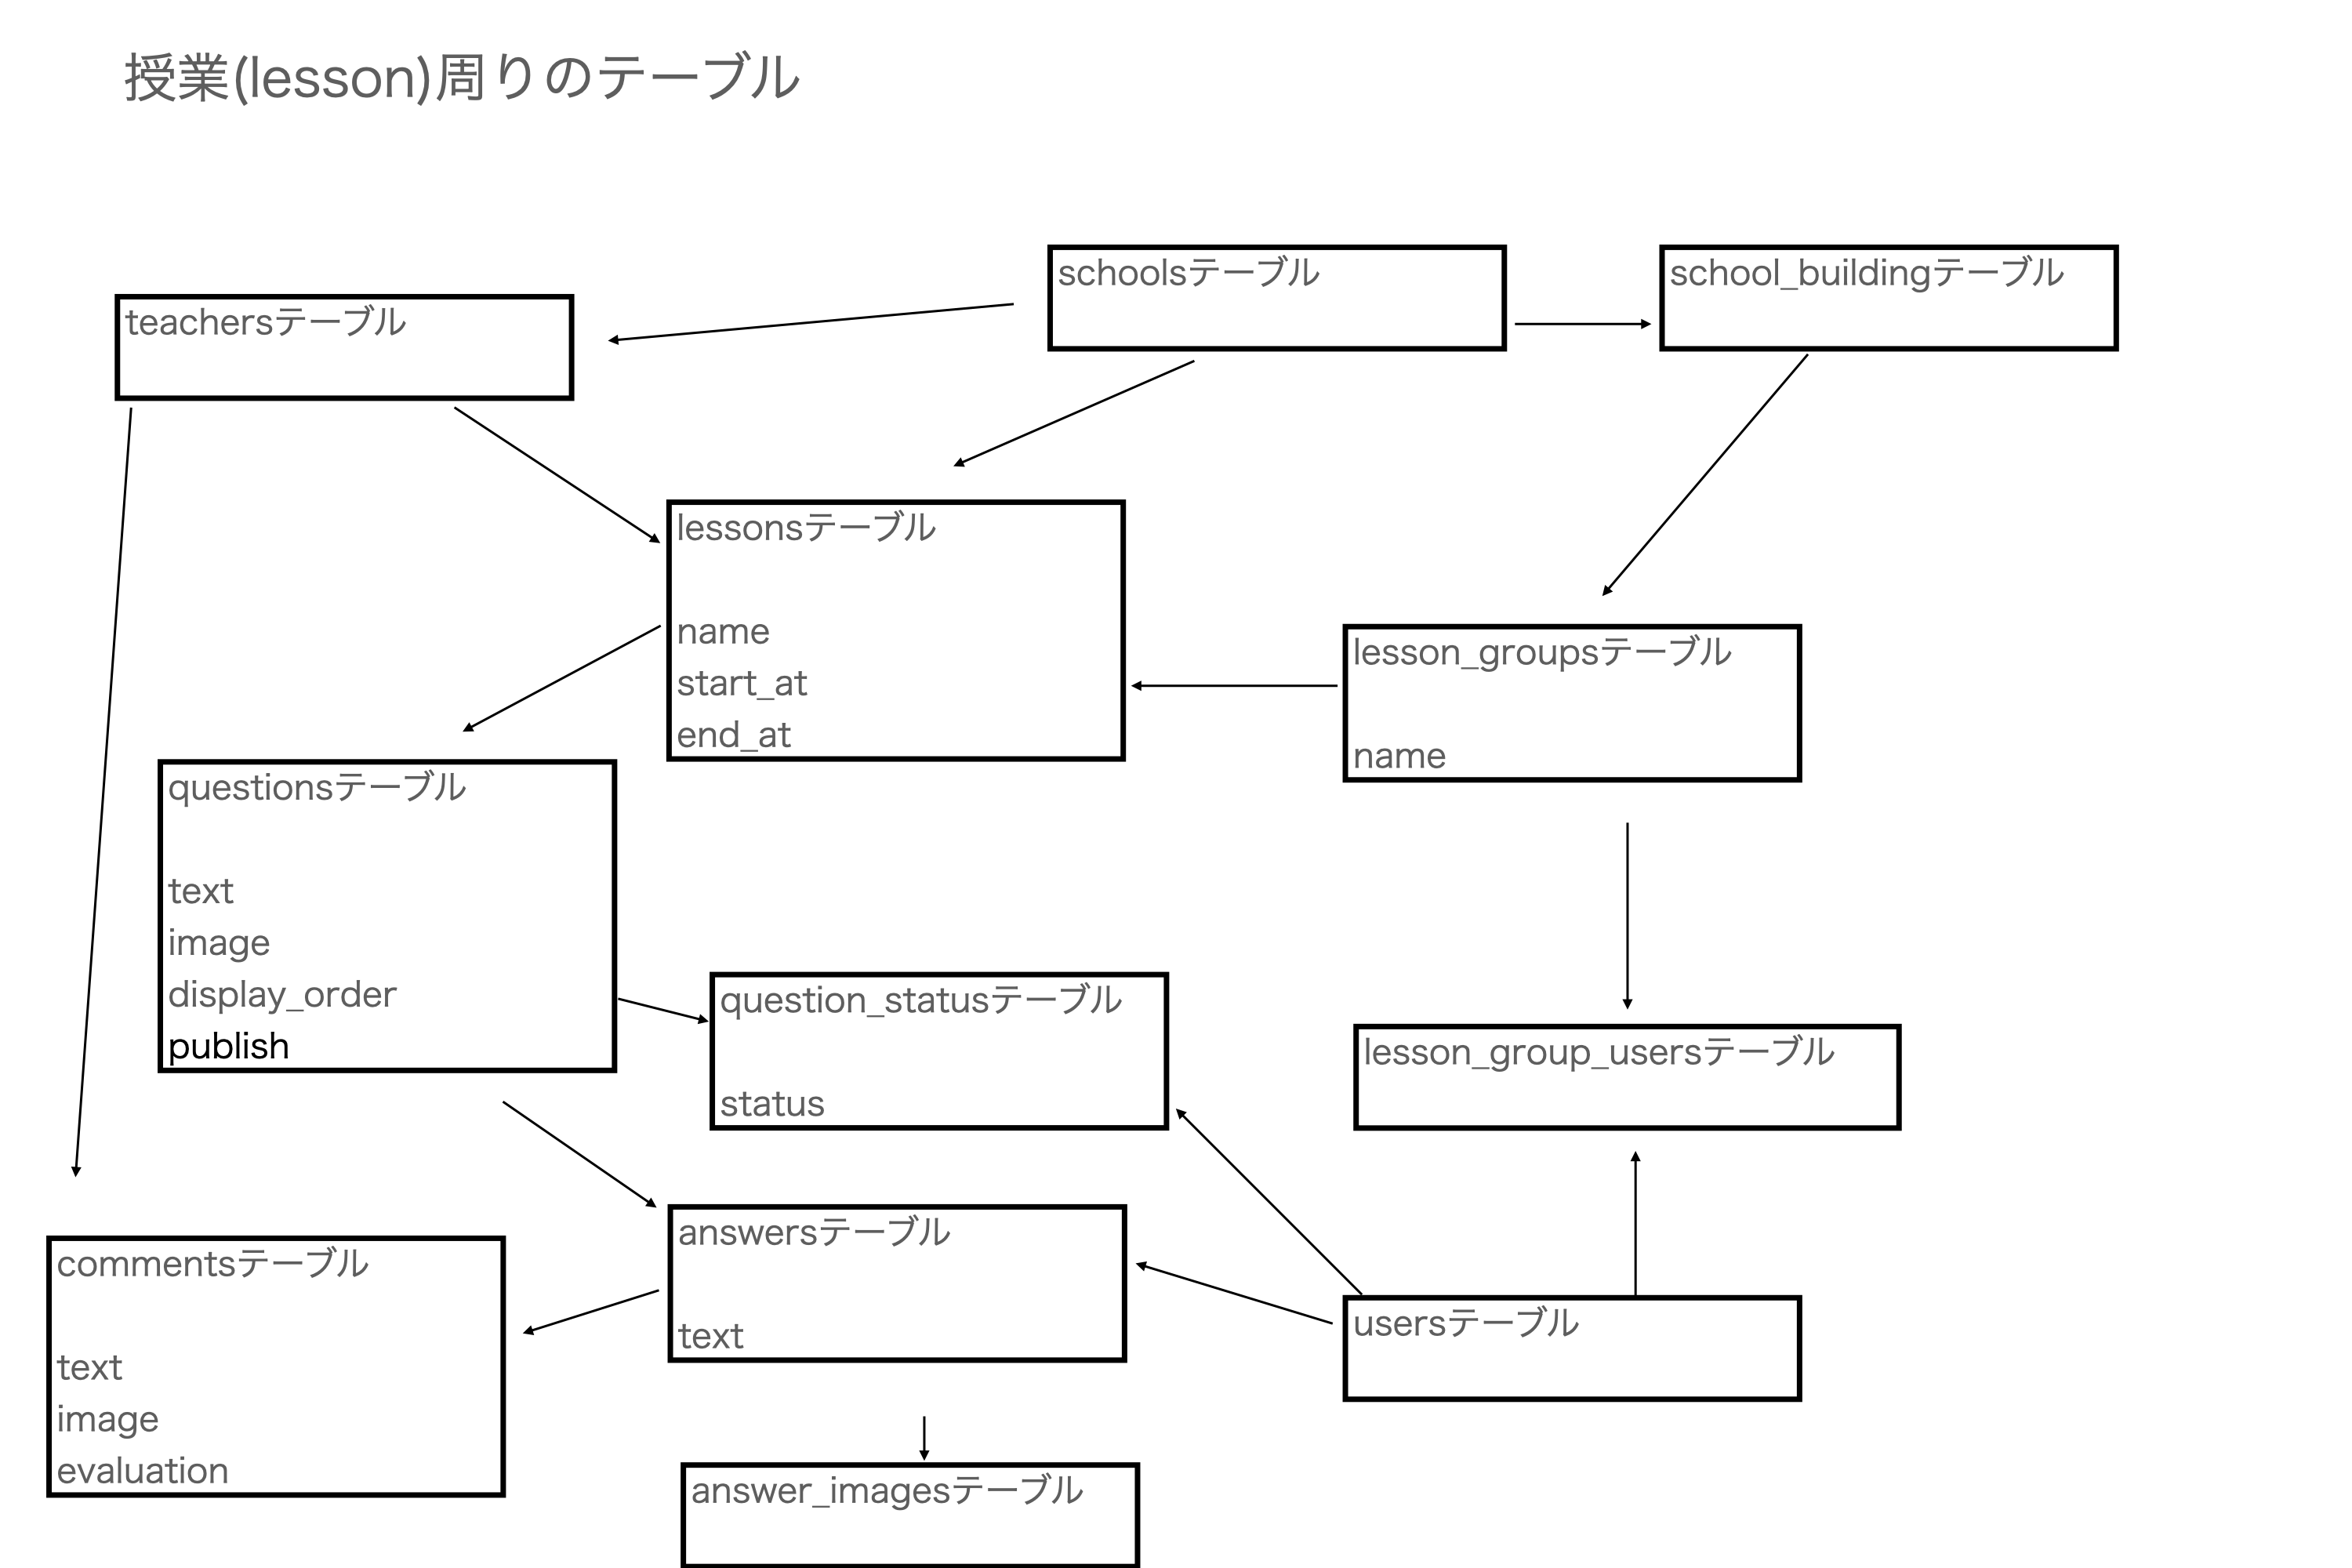 授業(lesson)周りのテーブル
schoolsテーブル
school_buildingテーブル
teachersテーブル
lessonsテーブル
name
start_at
end_at
lesson_groupsテーブル
name
questionsテーブル
text
image
display_order
publish
question_statusテーブル
status
lesson_group_usersテーブル
answersテーブル
text
commentsテーブル
text
image
evaluation
usersテーブル
answer_imagesテーブル